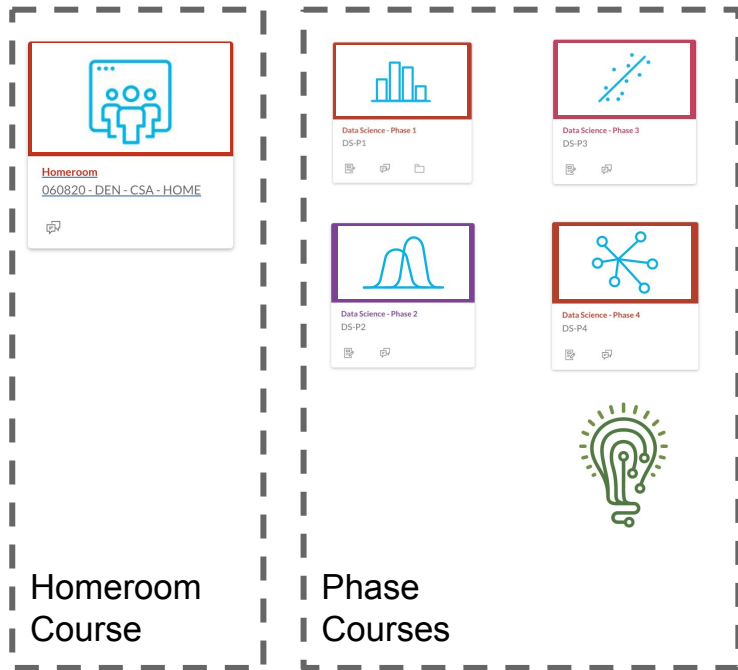 Homeroom
060820 - DEN - CSA - HOME
Homeroom
Course
Data Science - Phase 1
DS-P1
Data Science - Phase 3
DS-P3
Data Science - Phase 2
DS-P2
Data Science - Phase 4
DS-P4
Phase
Courses